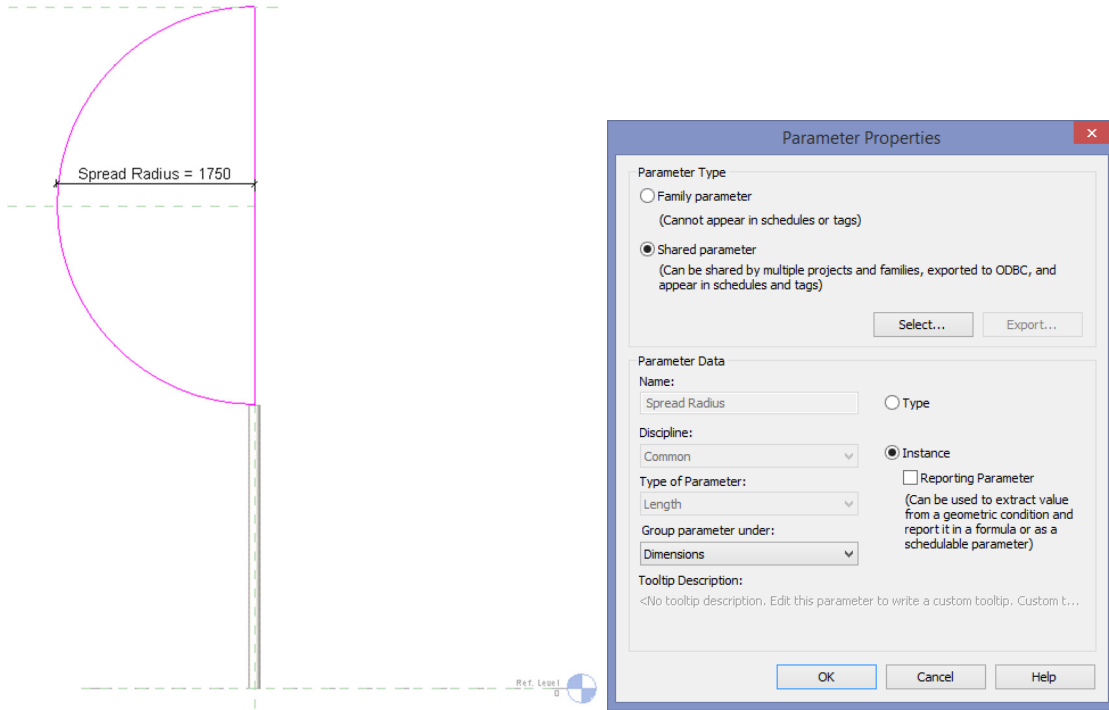 Spread Radius = 1750
Ref. Level
0
Parameter Properties
Parameter Type
Family parameter
(Cannot appear in schedules or tags)
Shared parameter
(Can be shared by multiple projects and families, exported to ODBC, and
appear in schedules and tags)
Select...
Export...
Parameter Data
Name:
Spread Radius
Type
Discipline:
Common
Instance
Reporting Parameter
Type of Parameter:
Length
(Can be used to extract value
from a geometric condition and
report it in a formula or as a
schedulable parameter)
Group parameter under:
Dimensions
Tooltip Description:
<No tooltip description. Edit this parameter to write a custom tooltip. Custom t...
OK
Cancel
Help